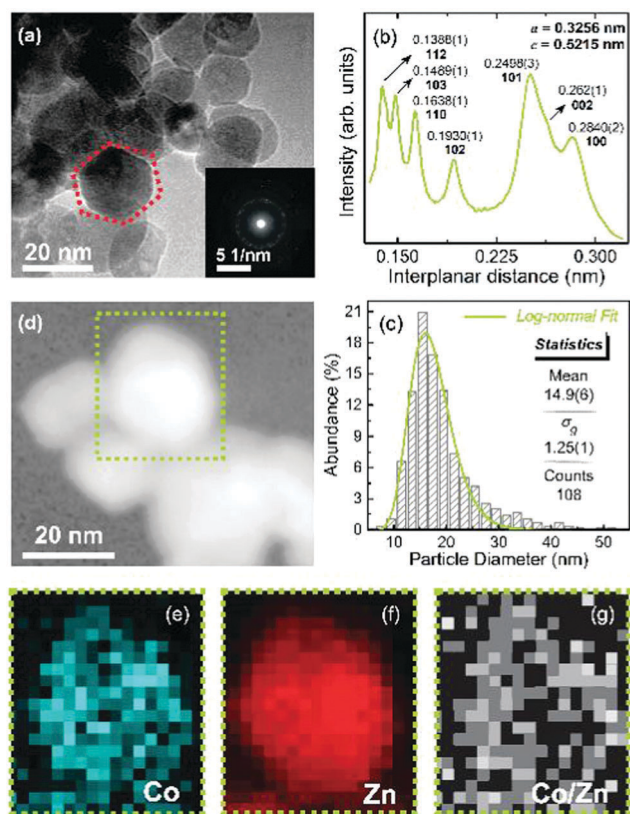 (a)
20 nm
5 1/nm
(b)
a = 0.3256 nm
c = 0.5215 nm
0.1388(1)
112
0.1489(1)
103
0.1638(1)
110
0.1930(1)
102
0.2498(3)
101
0.262(1)
002
0.2840(2)
100
Intensity (arb. units)
0.150
0.225
0.300
Interplanar distance (nm)
(d)
20 nm
(c)
Log-normal Fit
Statistics
Mean
14.9(6)
σg
1.25(1)
Counts
108
Abundance (%)
21
18
15
12
9
6
3
0
10
20
30
40
50
Particle Diameter (nm)
(e)
Co
(f)
Zn
(g)
Co/Zn